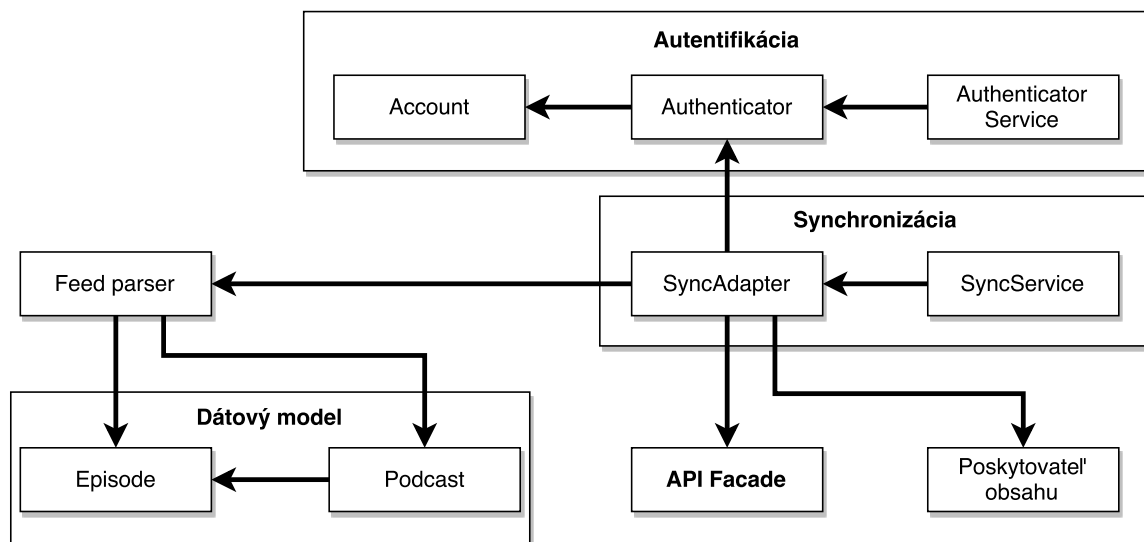 Autentifikácia
Account
Authenticator
Authenticator
Service
Synchronizácia
Feed parser
SyncAdapter
SyncService
Dátový model
Episode
Podcast
API Facade
Poskytovateľ
obsahu